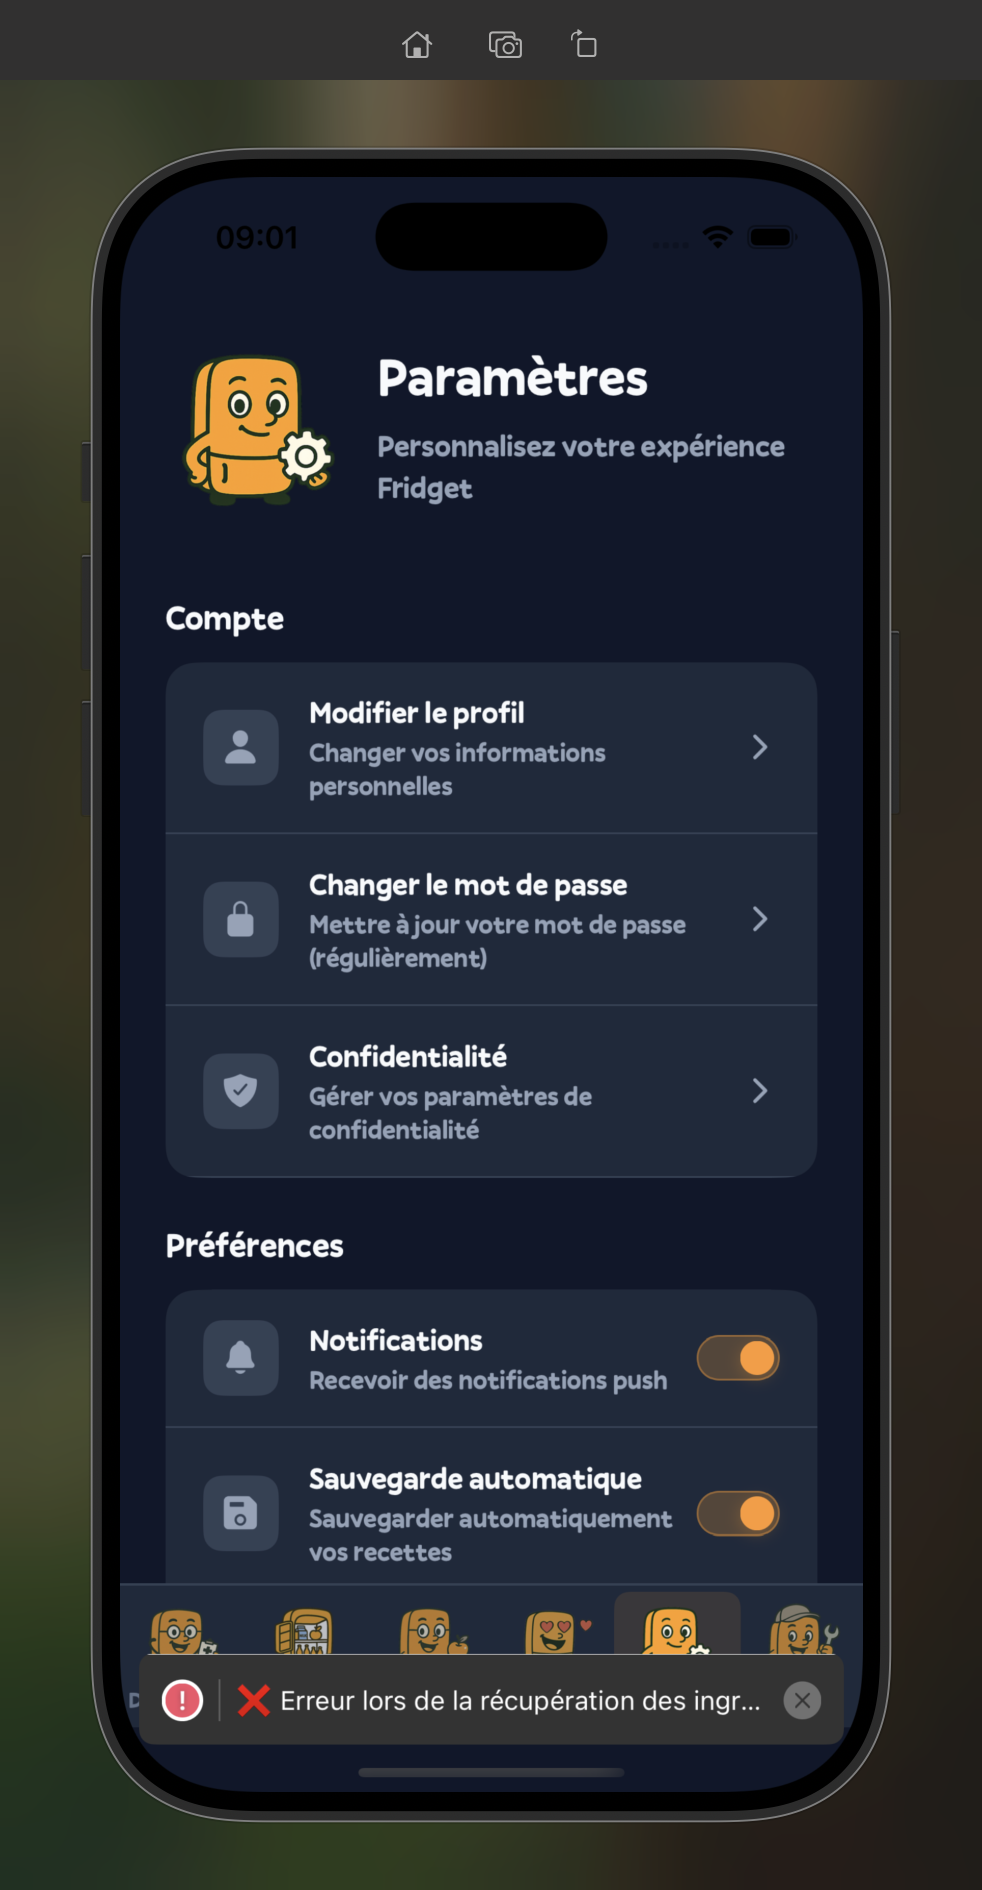 09:01
Paramètres
Personnalisez votre expérience
Fridget
Compte
Modifier le profil
Changer vos informations
personnelles
Changer le mot de passe
Mettre à jour votre mot de passe
(régulièrement)
Confidentialité
Gérer vos paramètres de
confidentialité
Préférences
Notifications
Recevoir des notifications push
Sauvegarde automatique
Sauvegarder automatiquement
vos recettes
❌ Erreur lors de la récupération des ingr...